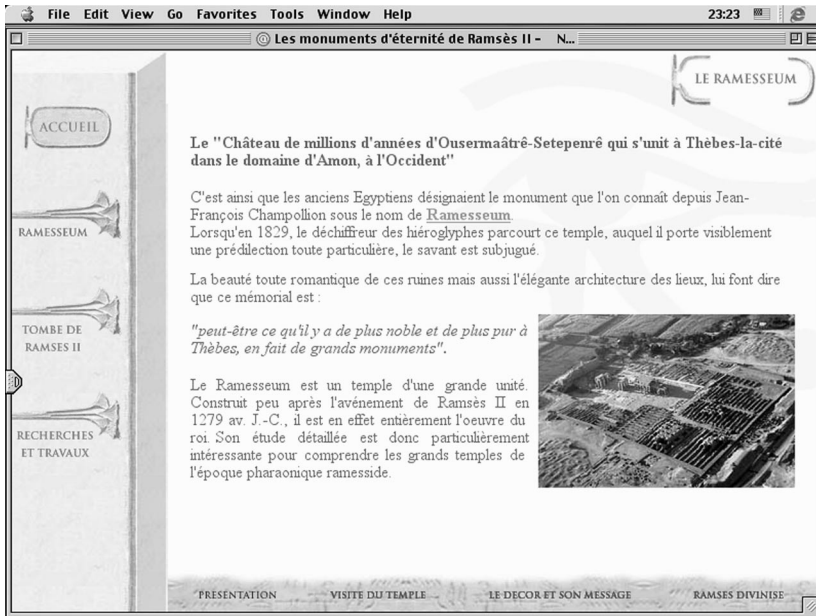 File Edit View Go Favorites Tools Window Help 23:23
Les monuments d'éternité de Ramsès II - N...
LE RAMESSEUM
ACCUEIL
RAMESSEUM
TOMBE DE
RAMSES II
RECHERCHES
ET TRAVAUX
Le "Château de millions d'années d'Ousermaâtrê-Setepenrê qui s'unit à Thèbes-la-cité
dans le domaine d'Amon, à l'Occident"
C'est ainsi que les anciens Egyptiens désignaient le monument que l'on connaît depuis Jean-
François Champollion sous le nom de Ramesseum.
Lorsqu'en 1829, le déchiffreur des hiéroglyphes parcourt ce temple, auquel il porte visiblement
une prédilection toute particulière, le savant est subjugué.
La beauté toute romantique de ces ruines mais aussi l'élégante architecture des lieux, lui font dire
que ce mémorial est :
"peut-être ce qu'il y a de plus noble et de plus pur à
Thèbes, en fait de grands monuments".
Le Ramesseum est un temple d'une grande unité.
Construit peu après l'avénement de Ramsès II en
1279 av. J.-C., il est en effet entièrement l'oeuvre du
roi. Son étude détaillée est donc particulièrement
intéressante pour comprendre les grands temples de
l'époque pharaonique ramesside.
PRESENTATION VISITE DU TEMPLE LE DECOR ET SON MESSAGE RAMSES DIVINISE